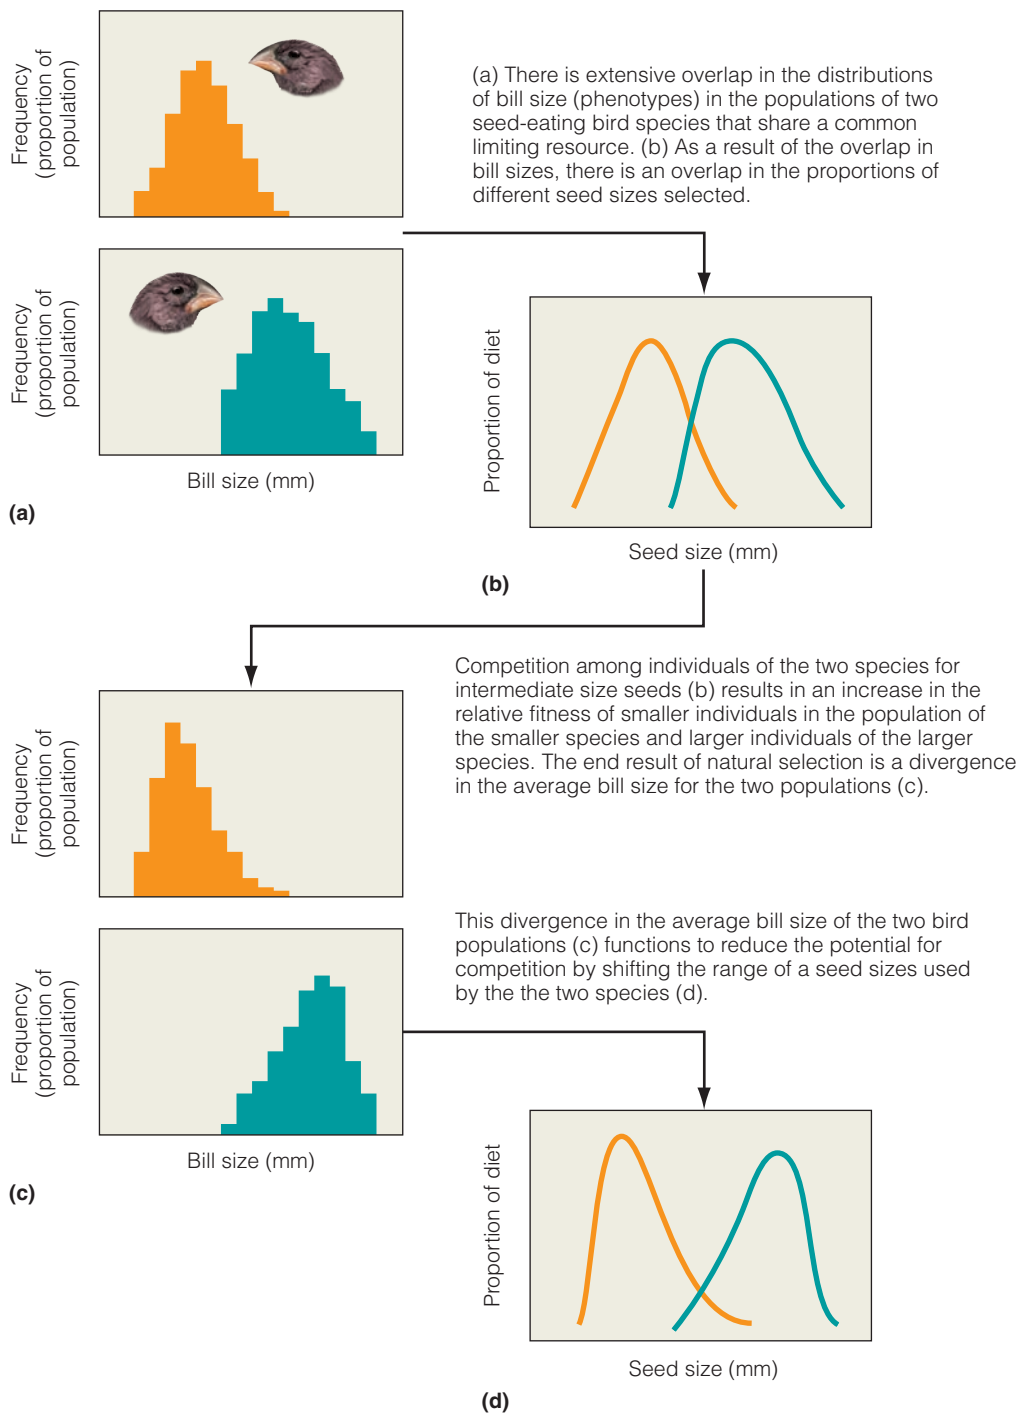 Frequency
(proportion of
population)
(a) There is extensive overlap in the distributions
of bill size (phenotypes) in the populations of two
seed-eating bird species that share a common
limiting resource. (b) As a result of the overlap in
bill sizes, there is an overlap in the proportions of
different seed sizes selected.
Frequency
(proportion of
population)
Bill size (mm)
(a)
Proportion of diet
Seed size (mm)
(b)
Competition among individuals of the two species for
intermediate size seeds (b) results in an increase in the
relative fitness of smaller individuals in the population of
the smaller species and larger individuals of the larger
species. The end result of natural selection is a divergence
in the average bill size for the two populations (c).
Frequency
(proportion of
population)
This divergence in the average bill size of the two bird
populations (c) functions to reduce the potential for
competition by shifting the range of a seed sizes used
by the the two species (d).
Frequency
(proportion of
population)
Bill size (mm)
(c)
Proportion of diet
Seed size (mm)
(d)